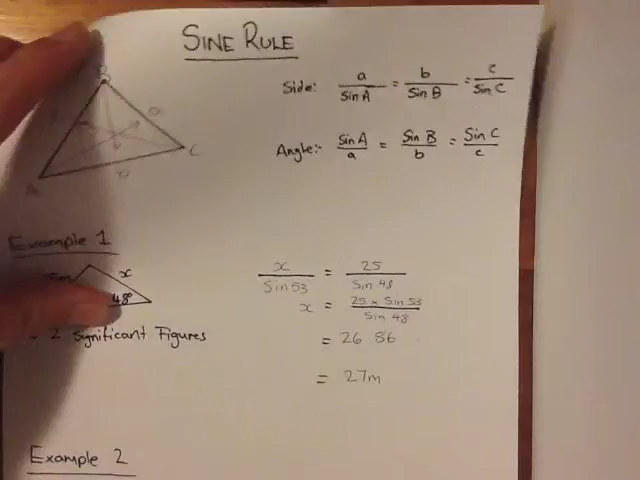 SINE RULE
Side: a/Sin A = b/Sin B = c/Sin C
Angle:- Sin A/a = Sin B/b = Sin C/c
B
a
A
b
C
Example 1
x
48°
2 Significant Figures
x/Sin 53 = 25/Sin 48
x = 25 x Sin 53/Sin 48
= 26 86
= 27m
Example 2